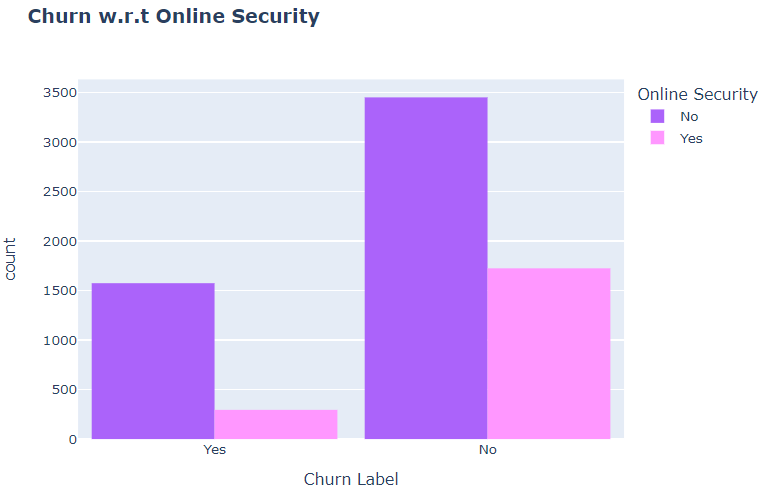 Churn w.r.t Online Security
Online Security
No
Yes
3500
3000
2500
2000
1500
1000
500
0
count
Yes
No
Churn Label